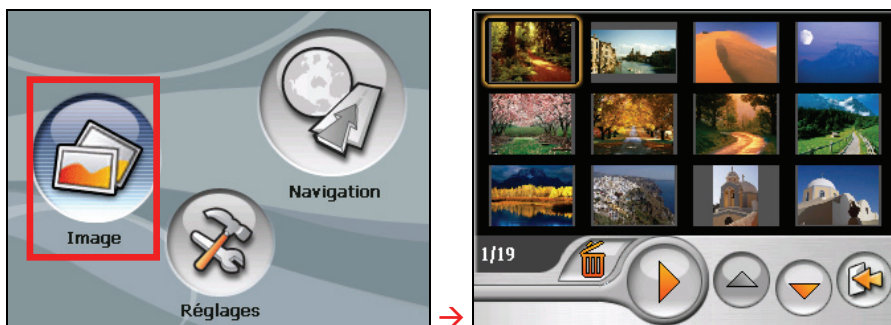 Navigation
Image
Réglages
→
1/19